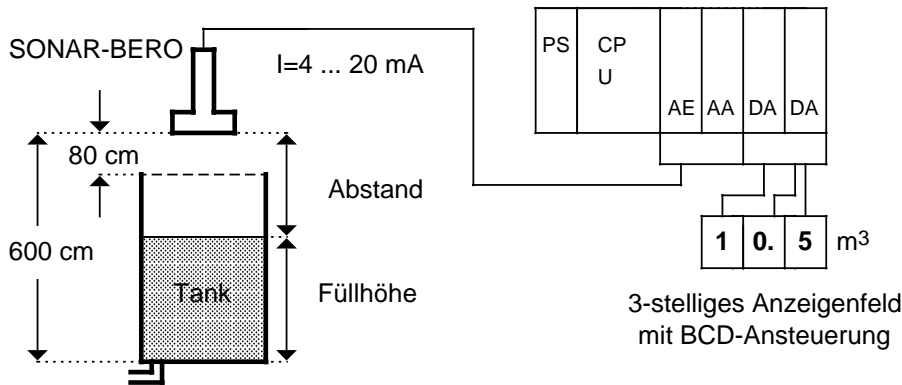 SONAR-BERO
I=4 ... 20 mA
PS
CP
U
AE
AA
DA
DA
80 cm
Abstand
600 cm
Tank
Füllhöhe
1 0. 5 m³
3-stelliges Anzeigenfeld
mit BCD-Ansteuerung